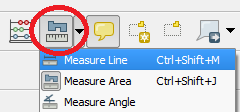 Measure Line Ctrl+Shift+M
Measure Area Ctrl+Shift+J
Measure Angle